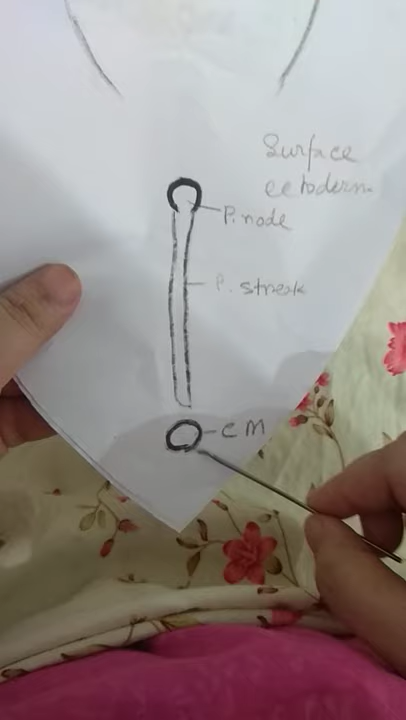 Surface
ectoderm
P. node
P. streak
CM